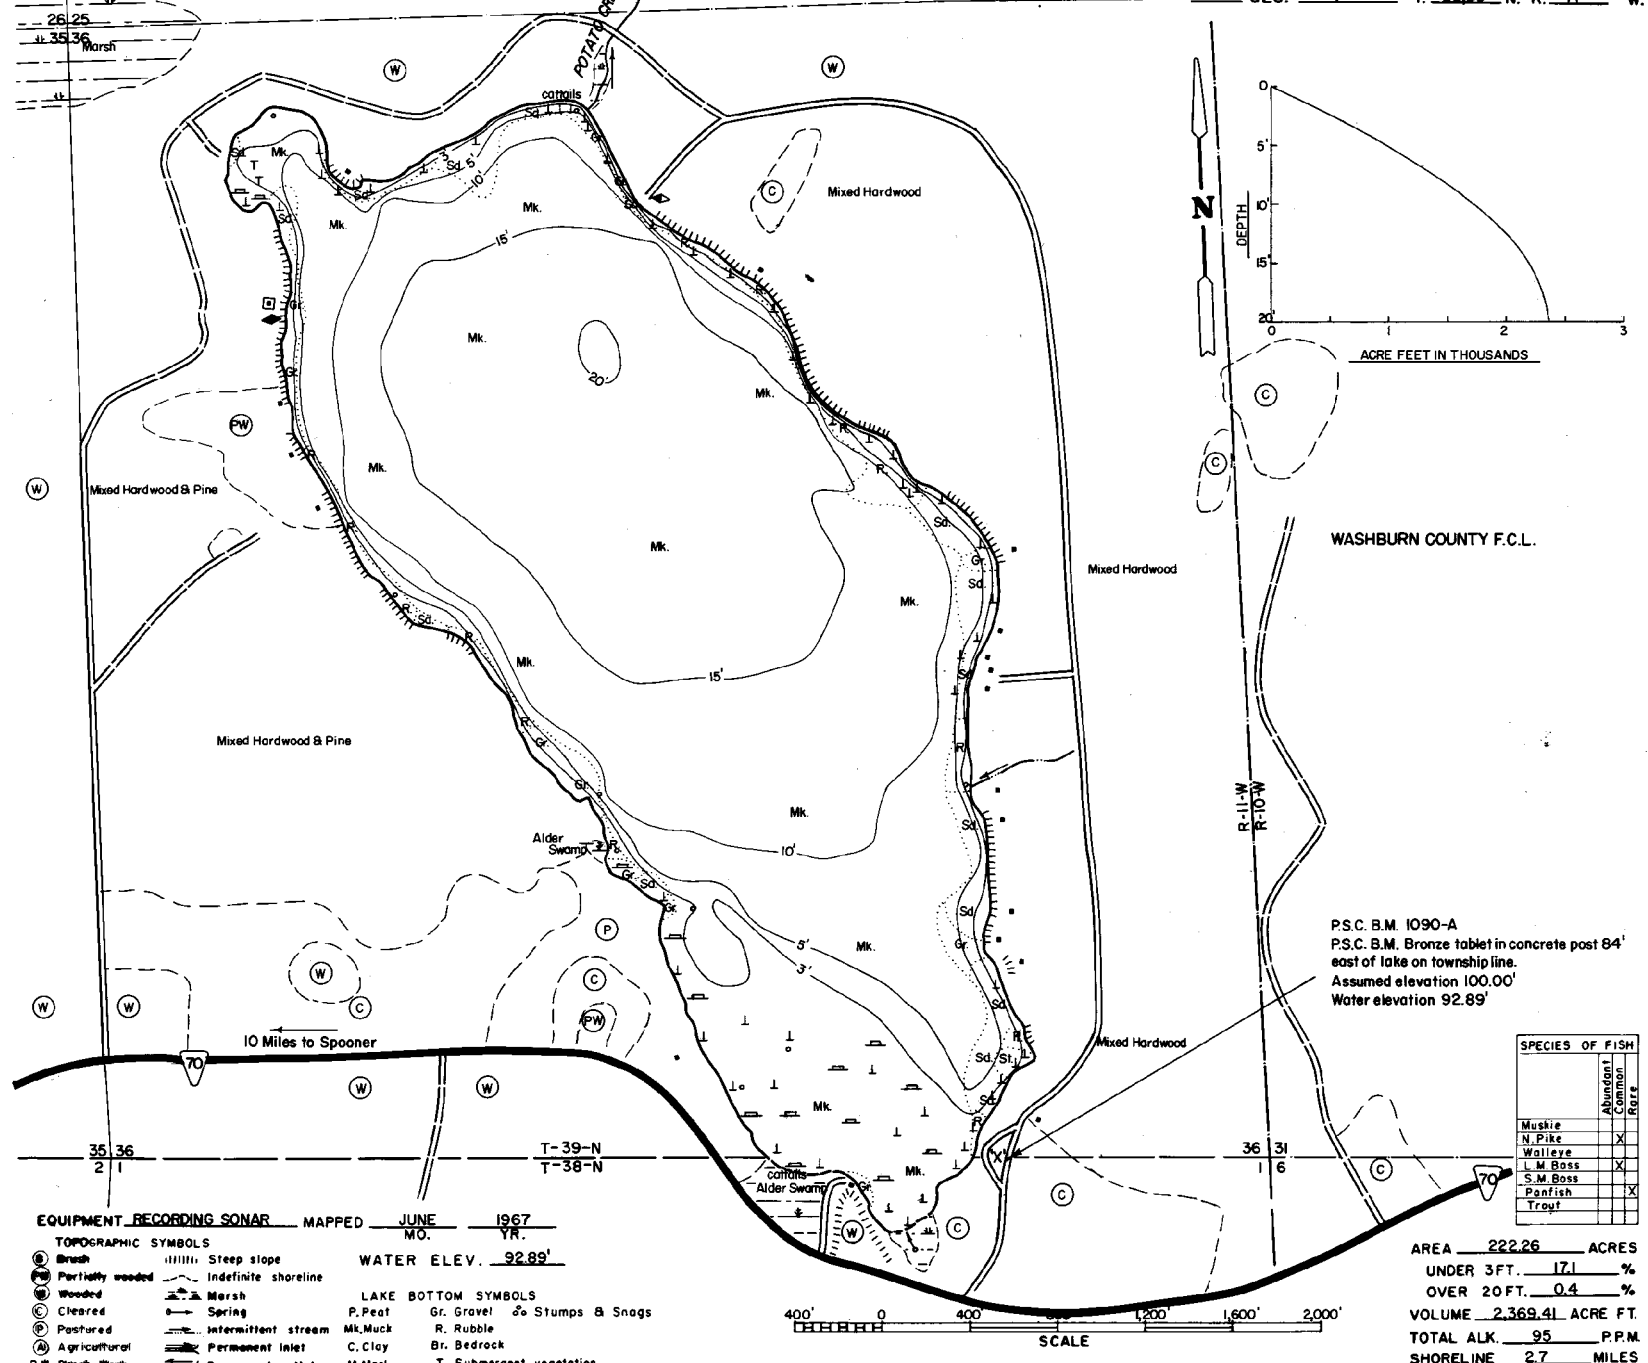 26 25
35 36
Marsh
W
W
cattails
C
Mixed Hardwood
N
DEPTH
0
5'
10'
15'
20'
0 1 2 3
ACRE FEET IN THOUSANDS
Sd.
Mk.
T
T
Sd.
3'
5'
10'
Sd.
Sd.
Mk.
Mk.
15'
Gr.
Gr.
Mk.
20'
Mk.
Mk.
Mk.
Mk.
Mk.
Mk.
15'
10'
5'
3'
Mk.
Mk.
Mk.
PW
W
Mixed Hardwood & Pine
Mixed Hardwood & Pine
C
C
WASHBURN COUNTY F.C.L.
Mixed Hardwood
R-11-W
R-10-W
Alder
Swamp
P
W
C
C
PW
W
W
10 Miles to Spooner
70
W
W
P.S.C. B.M. 1090-A
P.S.C. B.M. Bronze tablet in concrete post 84'
east of lake on township line.
Assumed elevation 100.00'
Water elevation 92.89'
Mixed Hardwood
35 36
2 1
T-39-N
T-38-N
"X"
36 31
1 6
cattails
Alder Swamp
W
C
C
C
70
SPECIES OF FISH
Abundant
Common
Rare
Muskie
N. Pike X
Walleye
L.M. Bass X
S.M. Bass
Panfish X
Trout
EQUIPMENT RECORDING SONAR MAPPED JUNE 1967
MO. YR.
TOPOGRAPHIC SYMBOLS
WATER ELEV. 92.89'
B Brush Steep slope
PW Partially wooded Indefinite shoreline
W Wooded Marsh
C Cleared Spring
P Pastured Intermittent stream
A Agricultural Permanent inlet
LAKE BOTTOM SYMBOLS
P. Peat Gr. Gravel Stumps & Snags
Mk. Muck R. Rubble
C. Clay Br. Bedrock
T Submergent vegetation
400' 0 400 1,200 1,600' 2,000'
SCALE
AREA 222.26 ACRES
UNDER 3 FT. 17.1 %
OVER 20 FT. 0.4 %
VOLUME 2,369.41 ACRE FT.
TOTAL ALK. 95 P.P.M.
SHORELINE 2.7 MILES